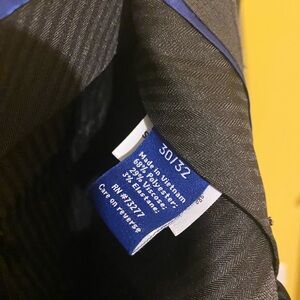 30/32
Made in Vietnam
68% Polyester;
29% Viscose;
3% Elastane;
RN #73277
Care on reverse